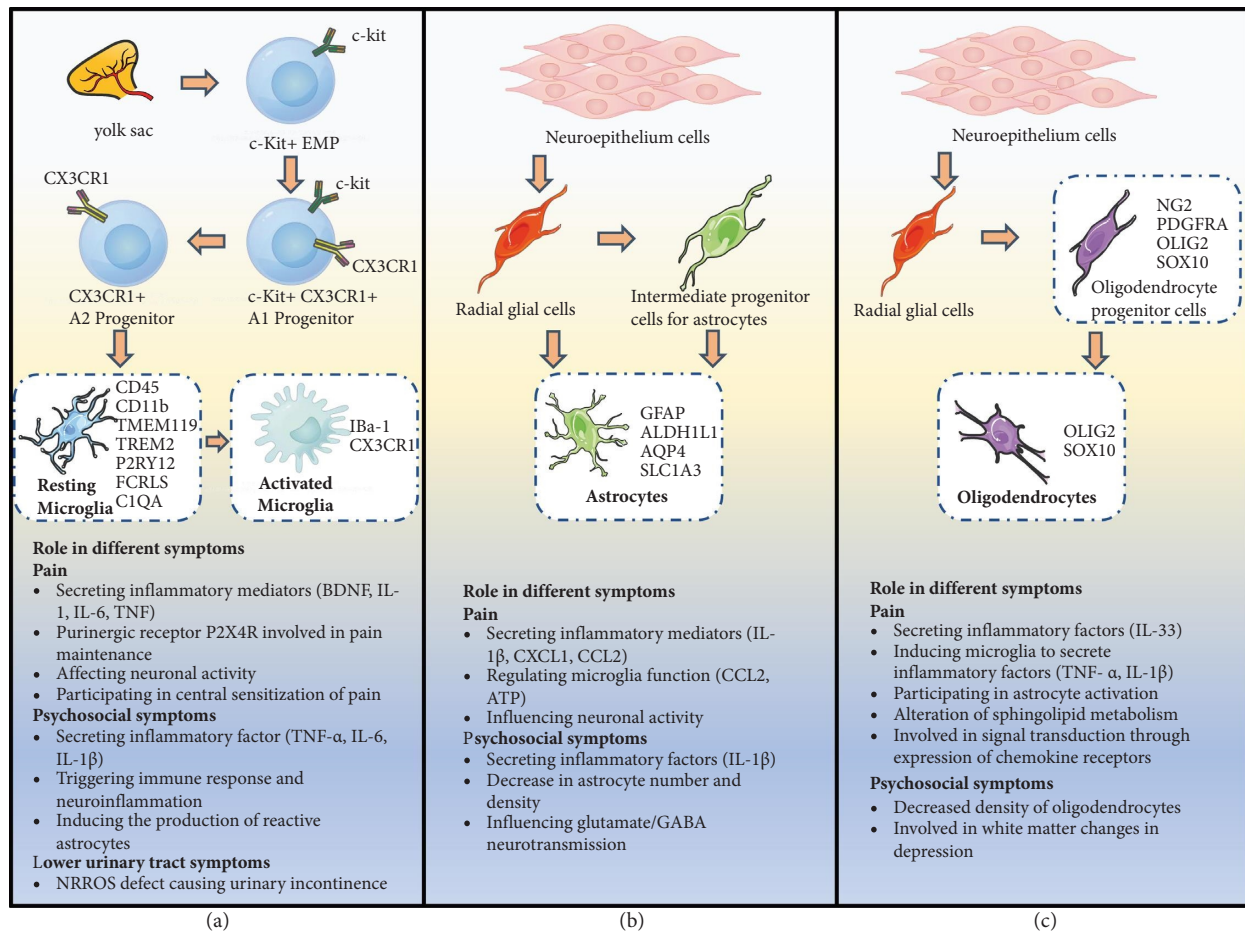 c-kit
yolk sac
c-Kit+ EMP
CX3CR1
c-kit
CX3CR1
CX3CR1+
A2 Progenitor
c-Kit+ CX3CR1+
A1 Progenitor
CD45
CD11b
TMEM119
TREM2
P2RY12
FCRLS
C1QA
Resting
Microglia
IBa-1
CX3CR1
Activated
Microglia
Role in different symptoms
Pain
• Secreting inflammatory mediators (BDNF, IL-
1, IL-6, TNF)
• Purinergic receptor P2X4R involved in pain
maintenance
• Affecting neuronal activity
• Participating in central sensitization of pain
Psychosocial symptoms
• Secreting inflammatory factor (TNF-α, IL-6,
IL-1β)
• Triggering immune response and
neuroinflammation
• Inducing the production of reactive
astrocytes
Lower urinary tract symptoms
• NRROS defect causing urinary incontinence
(a)
Neuroepithelium cells
Radial glial cells
Intermediate progenitor
cells for astrocytes
GFAP
ALDH1L1
AQP4
SLC1A3
Astrocytes
Role in different symptoms
Pain
• Secreting inflammatory mediators (IL-
1β, CXCL1, CCL2)
• Regulating microglia function (CCL2,
ATP)
• Influencing neuronal activity
Psychosocial symptoms
• Secreting inflammatory factors (IL-1β)
• Decrease in astrocyte number and
density
• Influencing glutamate/GABA
neurotransmission
(b)
Neuroepithelium cells
Radial glial cells
NG2
PDGFRA
OLIG2
SOX10
Oligodendrocyte
progenitor cells
OLIG2
SOX10
Oligodendrocytes
Role in different symptoms
Pain
• Secreting inflammatory factors (IL-33)
• Inducing microglia to secrete
inflammatory factors (TNF- α, IL-1β)
• Participating in astrocyte activation
• Alteration of sphingolipid metabolism
• Involved in signal transduction through
expression of chemokine receptors
Psychosocial symptoms
• Decreased density of oligodendrocytes
• Involved in white matter changes in
depression
(c)